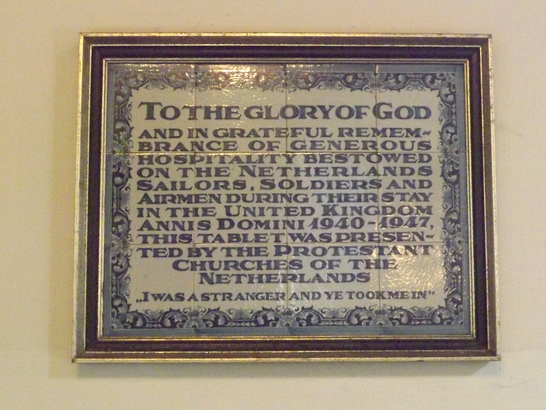 TO THE GLORY OF GOD
AND IN GRATEFUL REMEM-
BRANCE OF GENEROUS
HOSPITALITY BESTOWED
ON THE NETHERLANDS
SAILORS, SOLDIERS AND
AIRMEN DURING THEIR STAY
IN THE UNITED KINGDOM
ANNIS DOMINI 1940-1947,
THIS TABLET WAS PRESEN-
TED BY THE PROTESTANT
CHURCHES OF THE
NETHERLANDS
„I WAS A STRANGER AND YE TOOK ME IN“